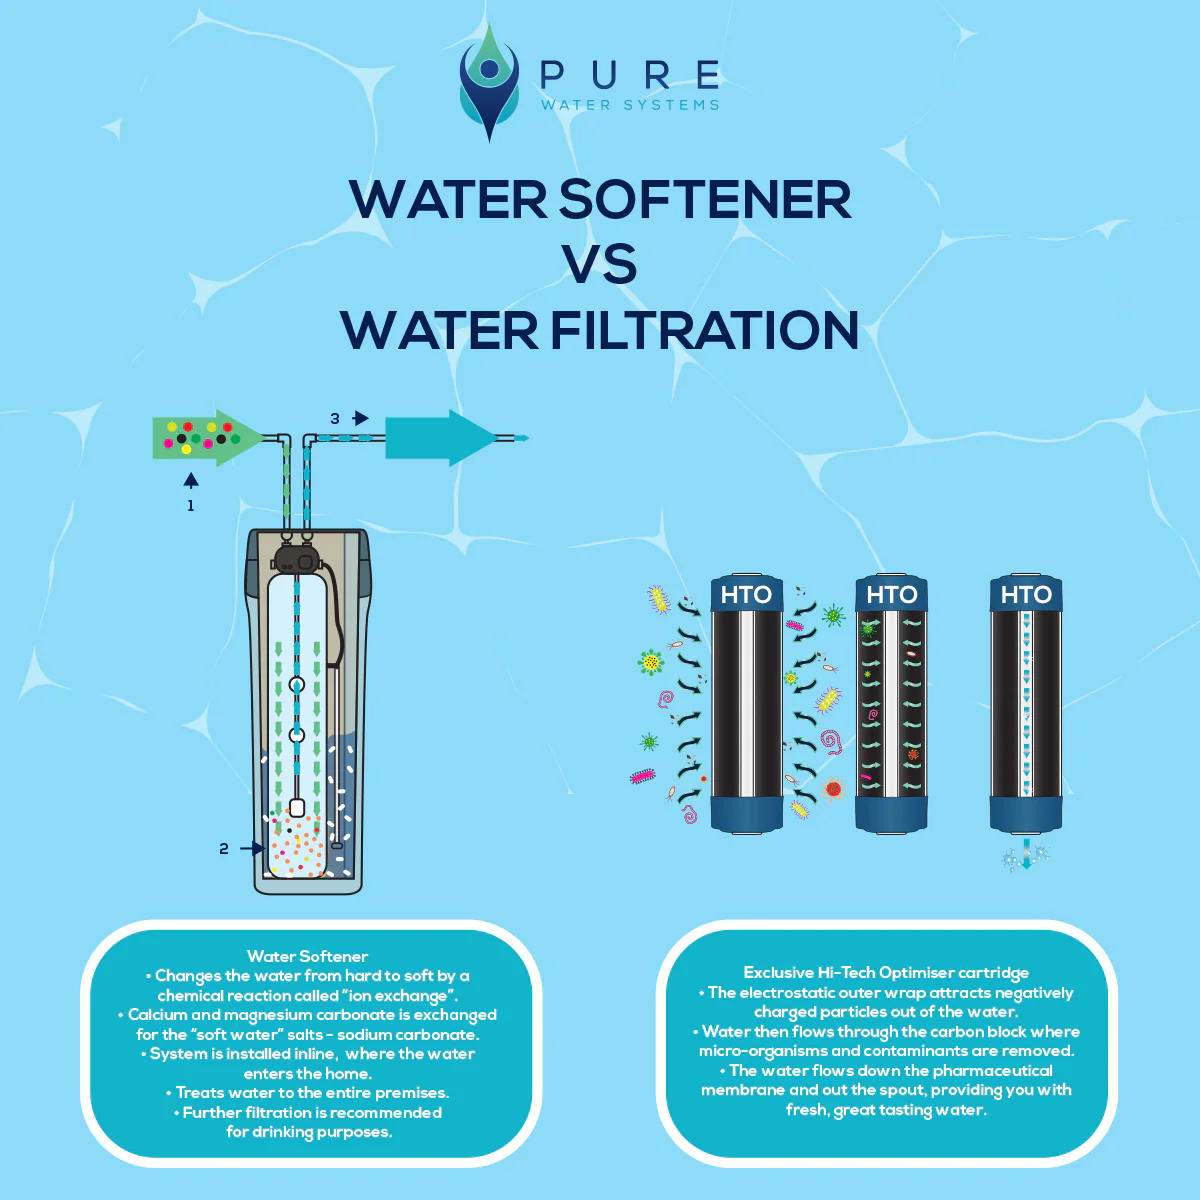 PURE
WATER SYSTEMS
WATER SOFTENER
VS
WATER FILTRATION
3
1
2
HTO
HTO
HTO
Water Softener
• Changes the water from hard to soft by a
chemical reaction called "ion exchange".
• Calcium and magnesium carbonate is exchanged
for the "soft water" salts - sodium carbonate.
• System is installed inline, where the water
enters the home.
• Treats water to the entire premises.
• Further filtration is recommended
for drinking purposes.
Exclusive Hi-Tech Optimiser cartridge
• The electrostatic outer wrap attracts negatively
charged particles out of the water.
• Water then flows through the carbon block where
micro-organisms and contaminants are removed.
• The water flows down the pharmaceutical
membrane and out the spout, providing you with
fresh, great tasting water.